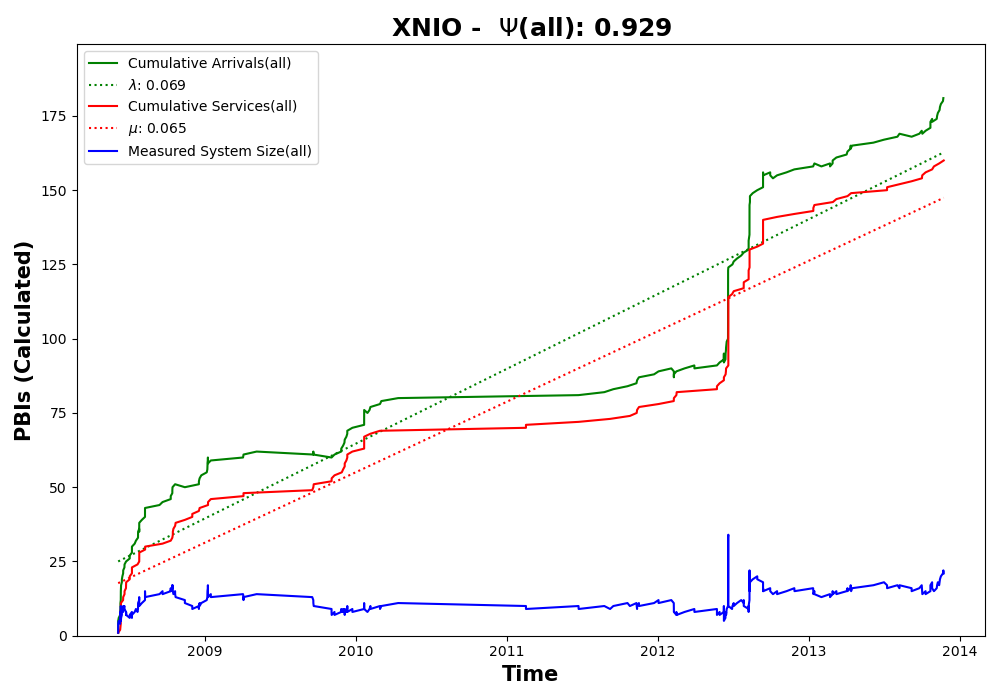 XNIO - Ψ(all): 0.929
Cumulative Arrivals(all)
λ: 0.069
Cumulative Services(all)
μ: 0.065
Measured System Size(all)
PBIs (Calculated)
175
150
125
100
75
50
25
0
2009 2010 2011 2012 2013 2014
Time